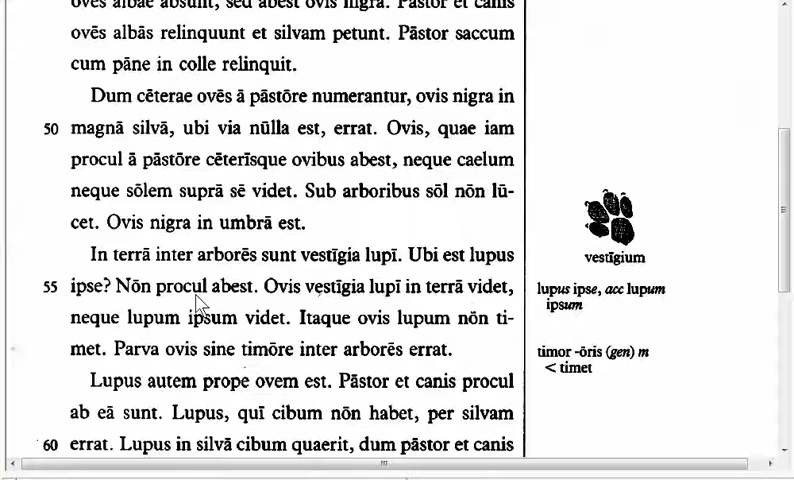 ovēs albae absunt, sed abest ovis nigra. Pāstor et canis
ovēs albās relinquunt et silvam petunt. Pāstor saccum
cum pāne in colle relinquit.
Dum cēterae ovēs ā pāstōre numerantur, ovis nigra in
50 magnā silvā, ubi via nūlla est, errat. Ovis, quae iam
procul ā pāstōre cēterīsque ovibus abest, neque caelum
neque sōlem suprā sē videt. Sub arboribus sōl nōn lū-
cet. Ovis nigra in umbrā est.
In terrā inter arborēs sunt vestīgia lupī. Ubi est lupus
55 ipse? Nōn procul abest. Ovis vestīgia lupī in terrā videt,
neque lupum ipsum videt. Itaque ovis lupum nōn ti-
met. Parva ovis sine timōre inter arborēs errat.
Lupus autem prope ovem est. Pāstor et canis procul
ab eā sunt. Lupus, quī cibum nōn habet, per silvam
60 errat. Lupus in silvā cibum quaerit, dum pāstor et canis
vestīgium
lupus ipse, acc lupum
ipsum
timor -ōris (gen) m
< timet